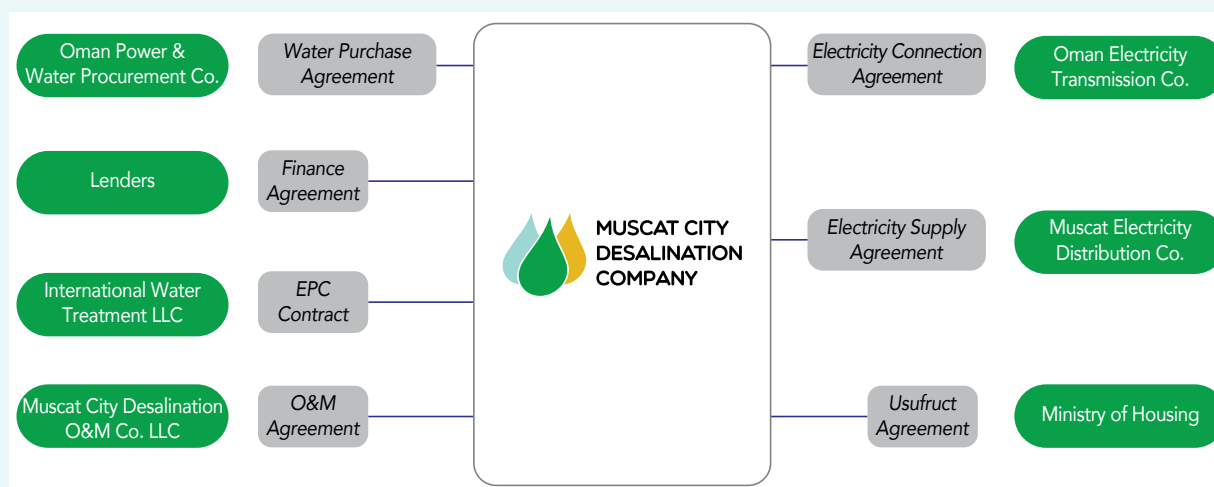 Oman Power &
Water Procurement Co.
Water Purchase
Agreement
Lenders
Finance
Agreement
International Water
Treatment LLC
EPC
Contract
Muscat City Desalination
O&M Co. LLC
O&M
Agreement
MUSCAT CITY
DESALINATION
COMPANY
Electricity Connection
Agreement
Oman Electricity
Transmission Co.
Electricity Supply
Agreement
Muscat Electricity
Distribution Co.
Usufruct
Agreement
Ministry of Housing